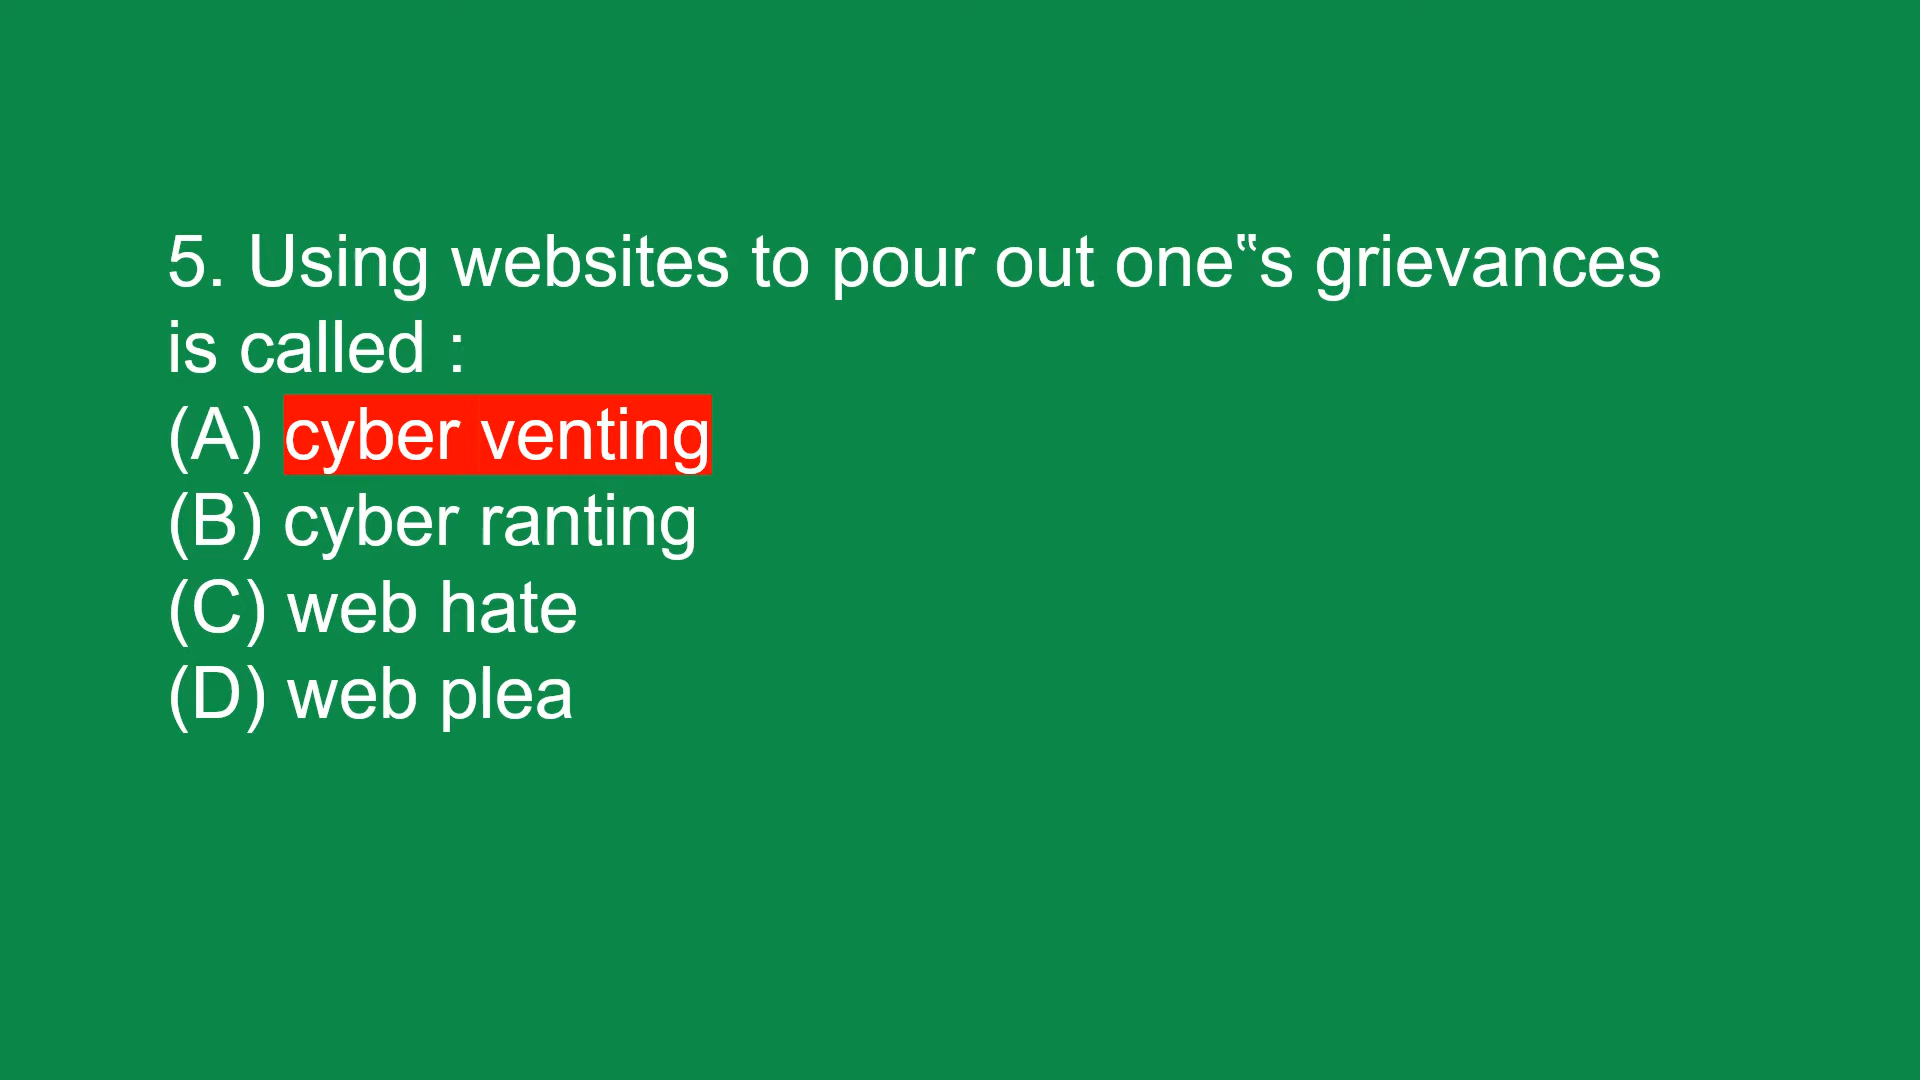 5. Using websites to pour out one‟s grievances
is called :
(A) cyber venting
(B) cyber ranting
(C) web hate
(D) web plea